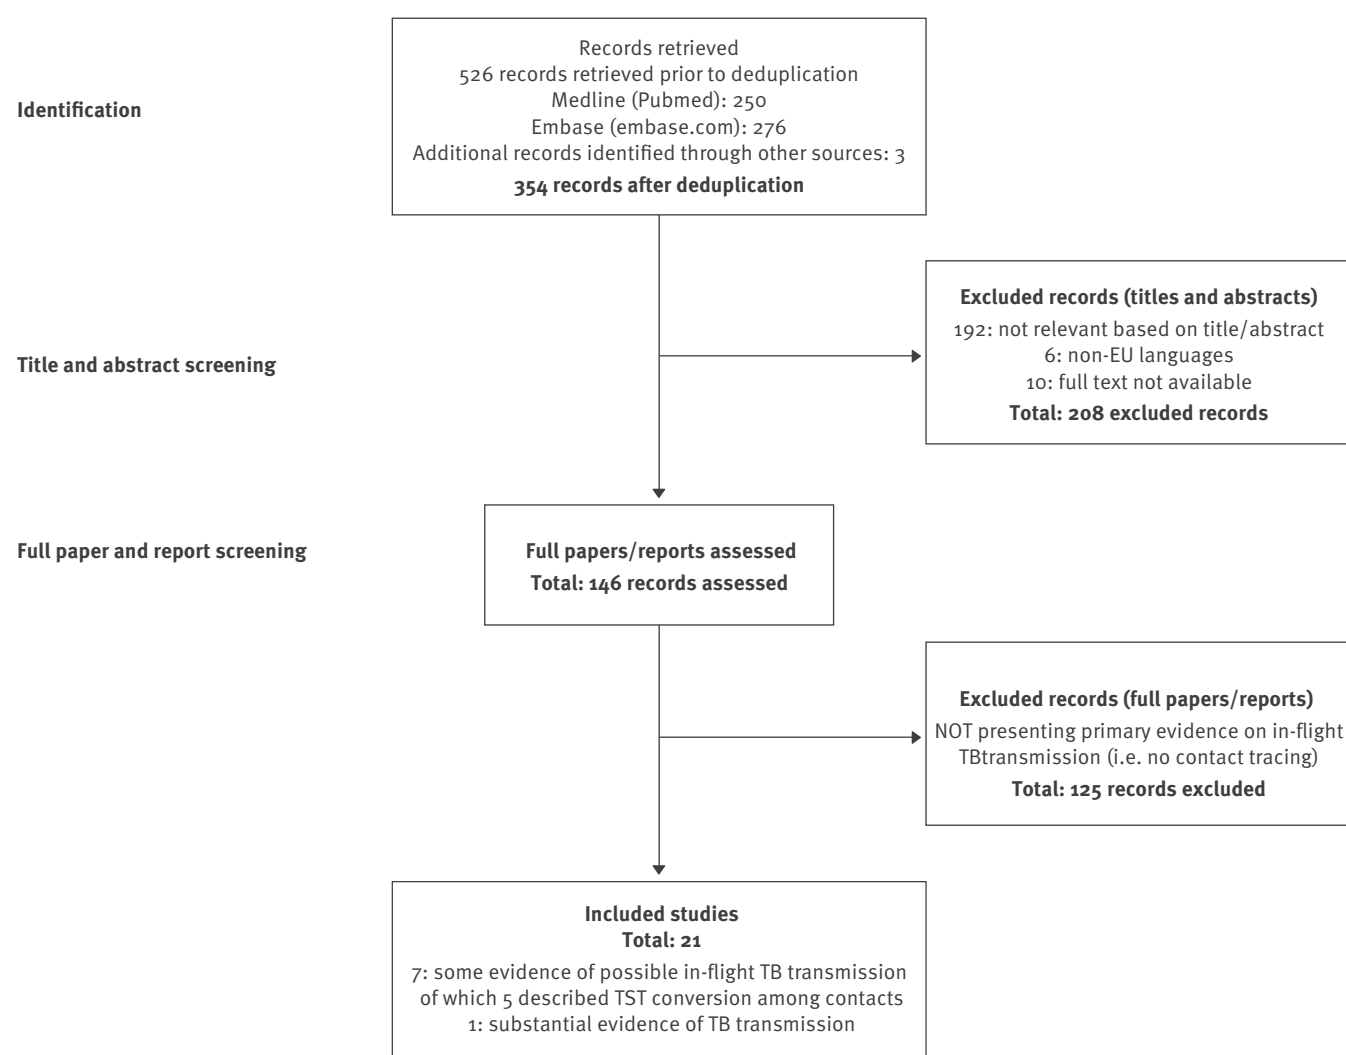 Identification
Records retrieved
526 records retrieved prior to deduplication
Medline (Pubmed): 250
Embase (embase.com): 276
Additional records identified through other sources: 3
354 records after deduplication
Title and abstract screening
Excluded records (titles and abstracts)
192: not relevant based on title/abstract
6: non-EU languages
10: full text not available
Total: 208 excluded records
Full paper and report screening
Full papers/reports assessed
Total: 146 records assessed
Excluded records (full papers/reports)
NOT presenting primary evidence on in-flight
TBtransmission (i.e. no contact tracing)
Total: 125 records excluded
Included studies
Total: 21
7: some evidence of possible in-flight TB transmission
of which 5 described TST conversion among contacts
1: substantial evidence of TB transmission